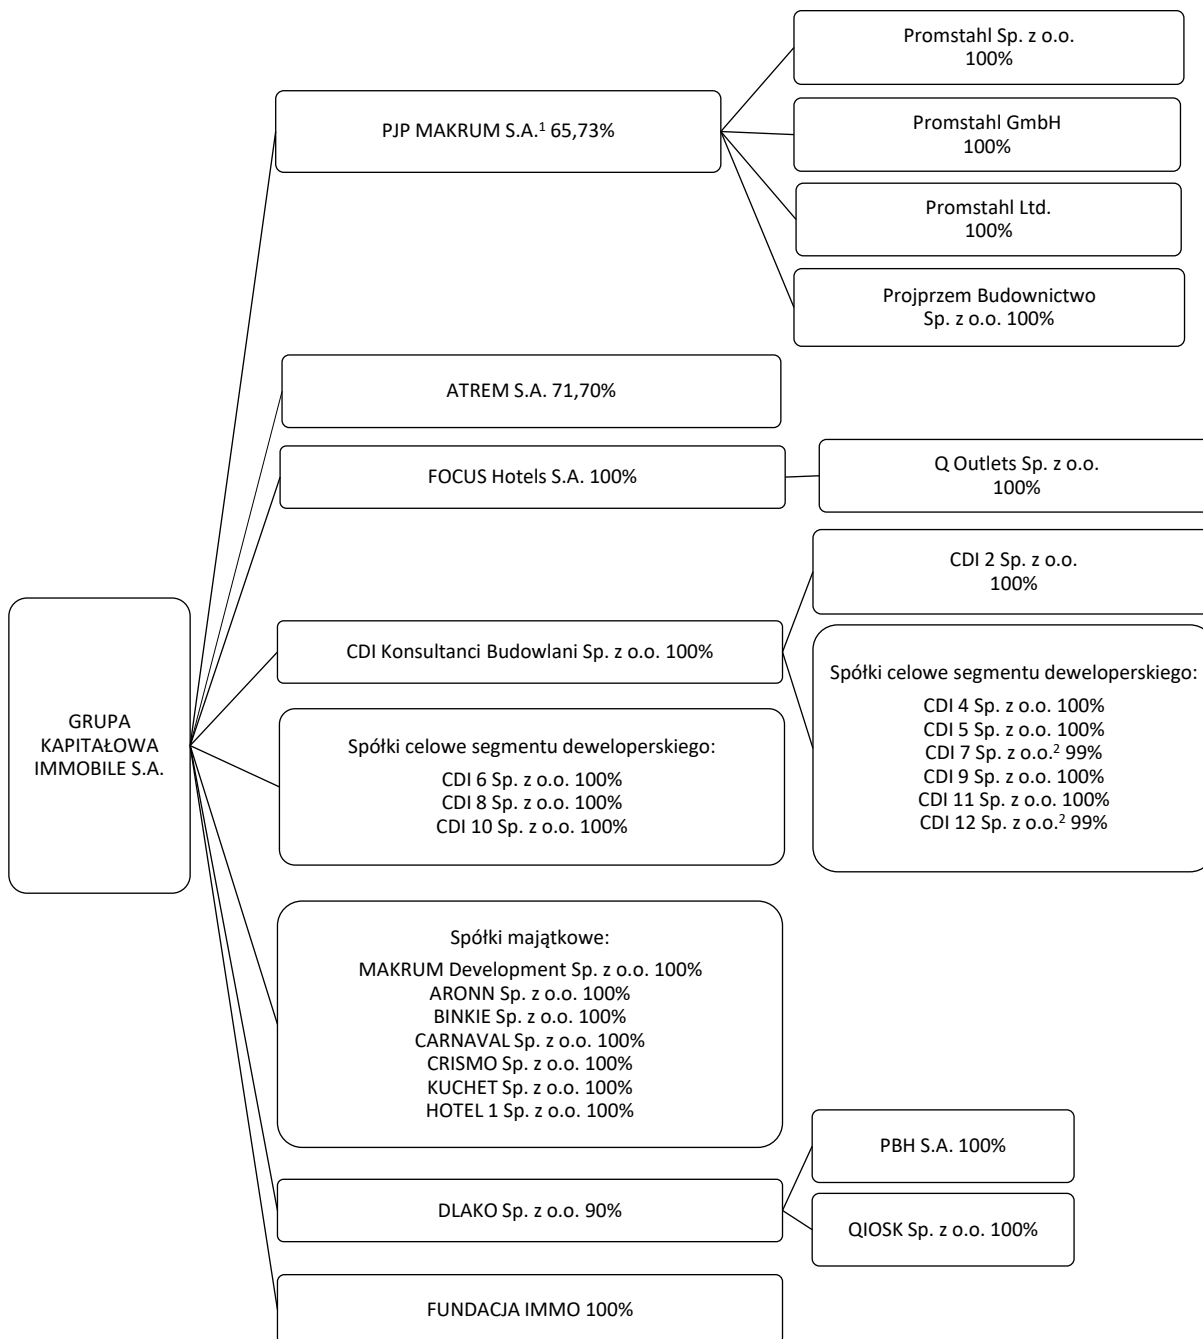 Promstahl Sp. z o.o.
100%
PJP MAKRUM S.A.¹ 65,73%
Promstahl GmbH
100%
Promstahl Ltd.
100%
Projprzem Budownictwo
Sp. z o.o. 100%
ATREM S.A. 71,70%
FOCUS Hotels S.A. 100%
Q Outlets Sp. z o.o.
100%
CDI 2 Sp. z o.o.
100%
CDI Konsultanci Budowlani Sp. z o.o. 100%
Spółki celowe segmentu deweloperskiego:
CDI 4 Sp. z o.o. 100%
CDI 5 Sp. z o.o. 100%
CDI 7 Sp. z o.o.² 99%
CDI 9 Sp. z o.o. 100%
CDI 11 Sp. z o.o. 100%
CDI 12 Sp. z o.o.² 99%
GRUPA
KAPITAŁOWA
IMMOBILE S.A.
Spółki celowe segmentu deweloperskiego:
CDI 6 Sp. z o.o. 100%
CDI 8 Sp. z o.o. 100%
CDI 10 Sp. z o.o. 100%
Spółki majątkowe:
MAKRUM Development Sp. z o.o. 100%
ARONN Sp. z o.o. 100%
BINKIE Sp. z o.o. 100%
CARNAVAL Sp. z o.o. 100%
CRISMO Sp. z o.o. 100%
KUCHET Sp. z o.o. 100%
HOTEL 1 Sp. z o.o. 100%
PBH S.A. 100%
DLAKO Sp. z o.o. 90%
QIOSK Sp. z o.o. 100%
FUNDACJA IMMO 100%